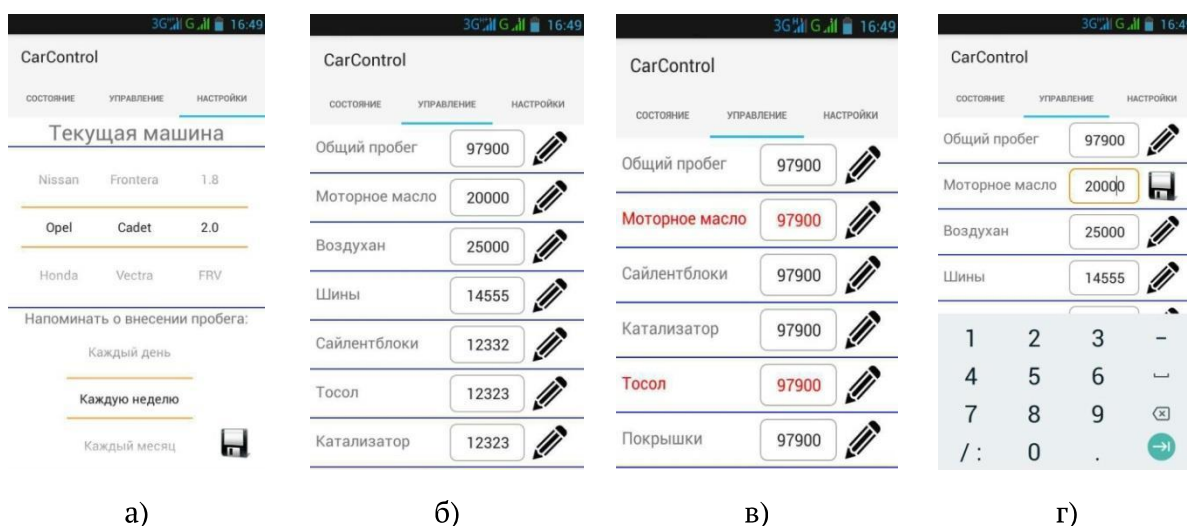 3G G 16:49
CarControl
СОСТОЯНИЕ УПРАВЛЕНИЕ НАСТРОЙКИ
Текущая машина
Nissan Frontera 1.8
Opel Cadet 2.0
Honda Vectra FRV
Напоминать о внесении пробега:
Каждый день
Каждую неделю
Каждый месяц
а)
3G G 16:49
CarControl
СОСТОЯНИЕ УПРАВЛЕНИЕ НАСТРОЙКИ
Общий пробег 97900
Моторное масло 20000
Воздухан 25000
Шины 14555
Сайлентблоки 12332
Тосол 12323
Катализатор 12323
б)
3G G 16:49
CarControl
СОСТОЯНИЕ УПРАВЛЕНИЕ НАСТРОЙКИ
Общий пробег 97900
Моторное масло 97900
Сайлентблоки 97900
Катализатор 97900
Тосол 97900
Покрышки 97900
в)
3G G 16:4
CarControl
СОСТОЯНИЕ УПРАВЛЕНИЕ НАСТРОЙКИ
Общий пробег 97900
Моторное масло 20000
Воздухан 25000
Шины 14555
1 2 3 -
4 5 6
7 8 9
/ : 0 .
г)